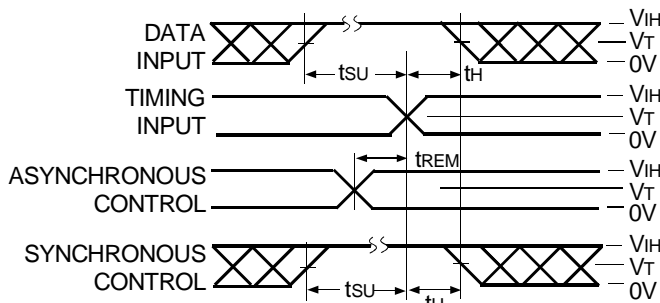 DATA
INPUT
tSU
tH
VIH
VT
0V
TIMING
INPUT
VIH
VT
0V
tREM
ASYNCHRONOUS
CONTROL
VIH
VT
0V
SYNCHRONOUS
CONTROL
tSU
VIH
VT
0V